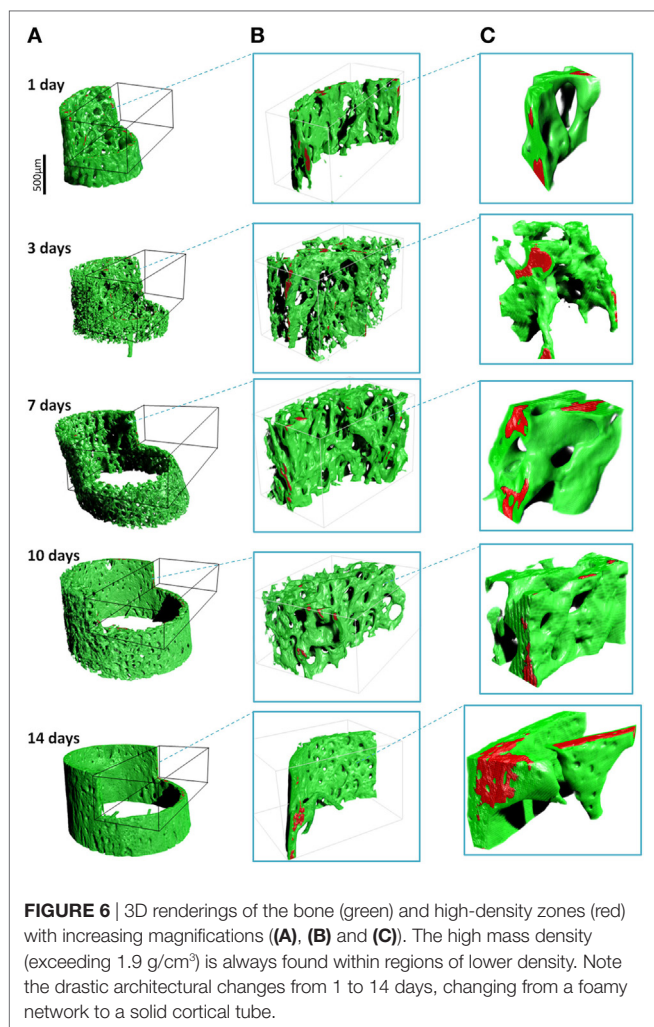 A B C
1 day
500µm
3 days
7 days
10 days
14 days
FIGURE 6 | 3D renderings of the bone (green) and high-density zones (red)
with increasing magnifications ((A), (B) and (C)). The high mass density
(exceeding 1.9 g/cm³) is always found within regions of lower density. Note
the drastic architectural changes from 1 to 14 days, changing from a foamy
network to a solid cortical tube.